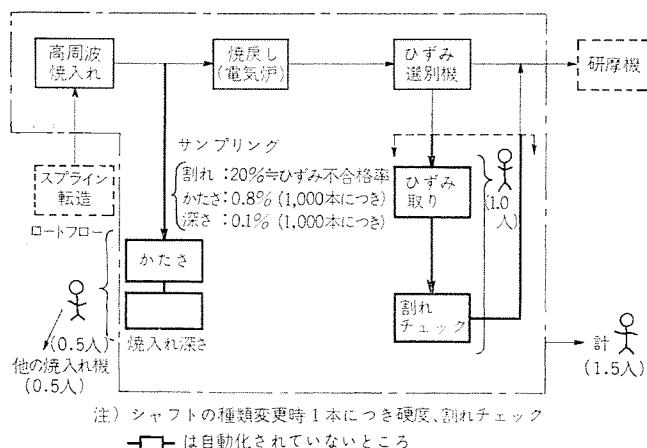 高周波
焼入れ
焼戻し
(電気炉)
ひずみ
選別機
研摩機
スプライン
転造
サンプリング
割れ：20%≒ひずみ不合格率
かたさ：0.8% (1,000本につき)
深さ：0.1% (1,000本につき)
ひずみ
取り
(1.0
人)
ロートフロー
かたさ
焼入れ深さ
(0.5人)
他の焼入れ機
(0.5人)
割れ
チェック
計
(1.5人)
注) シャフトの種類変更時1本につき硬度、割れチェック
は自動化されていないところ